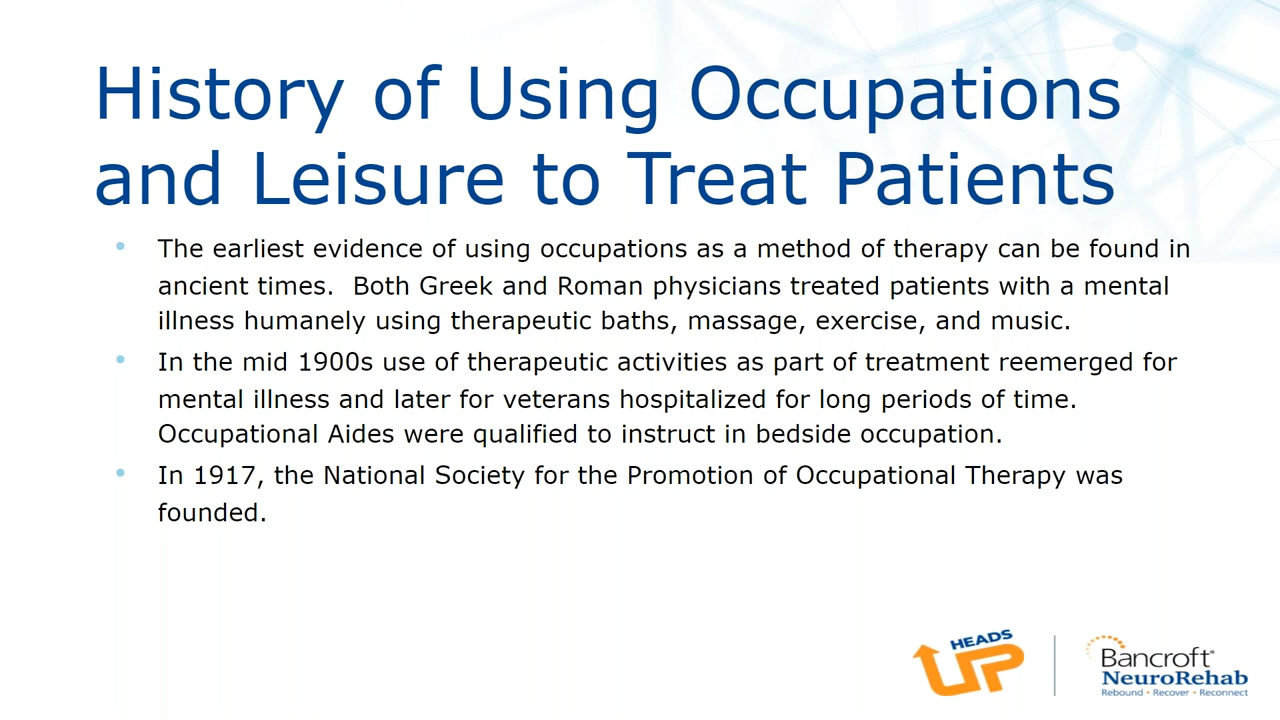 History of Using Occupations
and Leisure to Treat Patients
• The earliest evidence of using occupations as a method of therapy can be found in
ancient times.  Both Greek and Roman physicians treated patients with a mental
illness humanely using therapeutic baths, massage, exercise, and music.
• In the mid 1900s use of therapeutic activities as part of treatment reemerged for
mental illness and later for veterans hospitalized for long periods of time.
Occupational Aides were qualified to instruct in bedside occupation.
• In 1917, the National Society for the Promotion of Occupational Therapy was
founded.
HEADS
UP
Bancroft®
NeuroRehab
Rebound • Recover • Reconnect